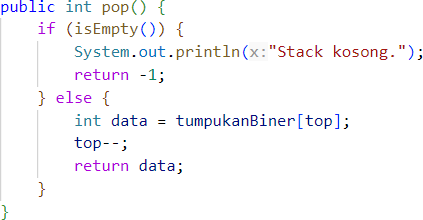 public int pop() {
    if (isEmpty()) {
        System.out.println(x:"Stack kosong.");
        return -1;
    } else {
        int data = tumpukanBiner[top];
        top--;
        return data;
    }
}